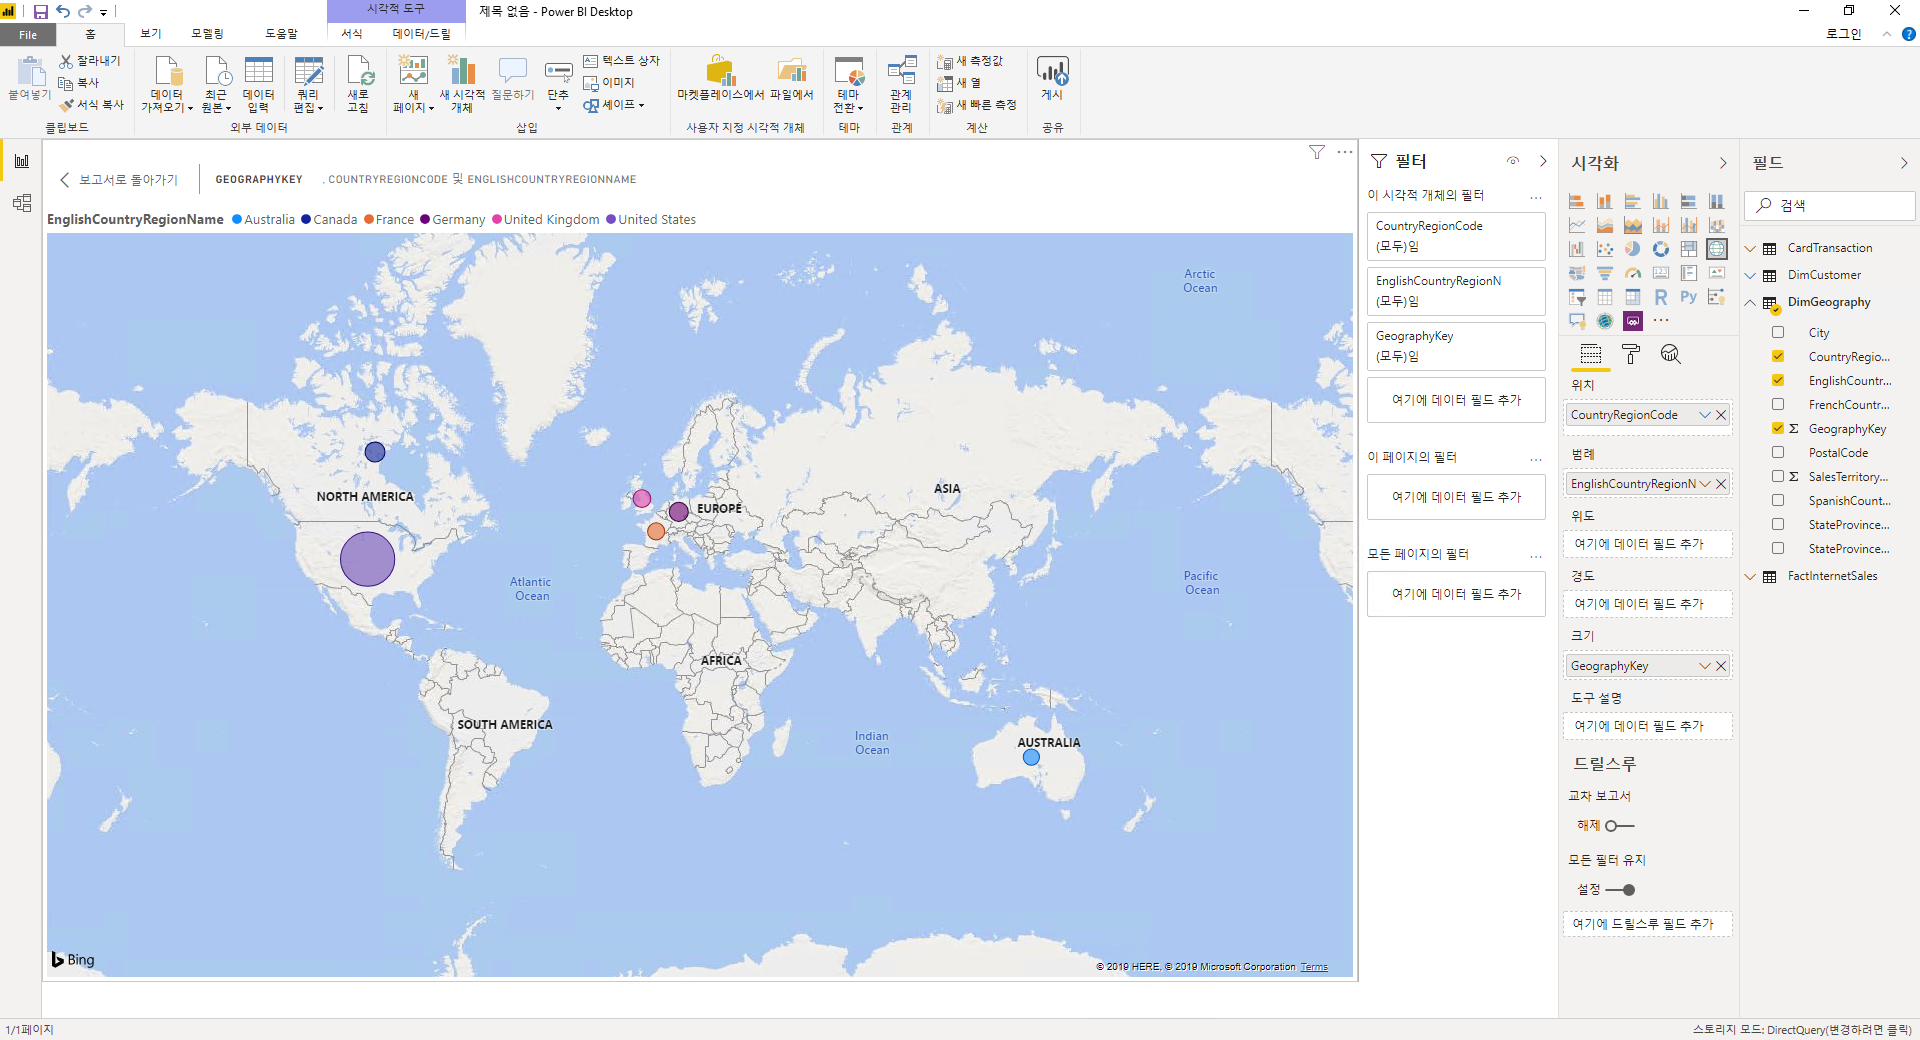 시각적 도구
제목 없음 - Power BI Desktop
File
홈
보기
모델링
도움말
서식
데이터/드릴
로그인
붙여넣기
잘라내기
복사
서식 복사
클립보드
데이터
가져오기
최근
원본
데이터
입력
쿼리
편집
외부 데이터
새로
고침
새
페이지
새 시각적
개체
질문하기
단추
텍스트 상자
이미지
셰이프
삽입
마켓플레이스에서
파일에서
사용자 지정 시각적 개체
테마
전환
테마
관계
관리
관계
새 측정값
새 열
새 빠른 측정
계산
게시
공유
보고서로 돌아가기
GEOGRAPHYKEY
, COUNTRYREGIONCODE 및 ENGLISHCOUNTRYREGIONNAME
EnglishCountryRegionName
Australia
Canada
France
Germany
United Kingdom
United States
Arctic
Ocean
NORTH AMERICA
EUROPE
ASIA
Atlantic
Ocean
Pacific
Ocean
AFRICA
SOUTH AMERICA
Indian
Ocean
AUSTRALIA
Bing
© 2019 HERE, © 2019 Microsoft Corporation Terms
필터
이 시각적 개체의 필터
CountryRegionCode
(모두)임
EnglishCountryRegionN
(모두)임
GeographyKey
(모두)임
여기에 데이터 필드 추가
이 페이지의 필터
여기에 데이터 필드 추가
모든 페이지의 필터
여기에 데이터 필드 추가
시각화
R
Py
위치
CountryRegionCode
범례
EnglishCountryRegionN
위도
여기에 데이터 필드 추가
경도
여기에 데이터 필드 추가
크기
GeographyKey
도구 설명
여기에 데이터 필드 추가
드릴스루
교차 보고서
해제
모든 필터 유지
설정
여기에 드릴스루 필드 추가
필드
검색
CardTransaction
DimCustomer
DimGeography
City
CountryRegio...
EnglishCountr...
FrenchCountr...
Σ GeographyKey
PostalCode
Σ SalesTerritory...
SpanishCount...
StateProvince...
StateProvince...
FactInternetSales
1/1페이지
스토리지 모드: DirectQuery(변경하려면 클릭)